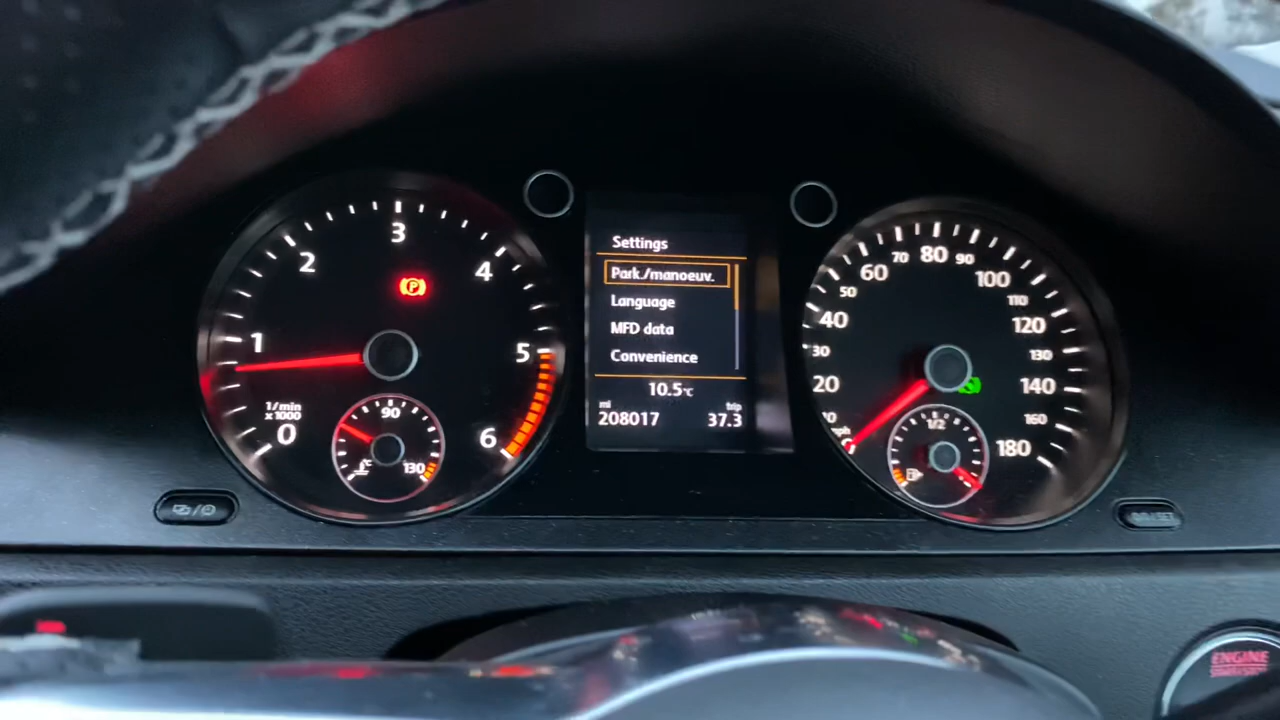 0
1
2
3
4
5
6
1/min
x1000
P
90
°C
130
Settings
Park./manoeuv.
Language
MFD data
Convenience
10.5°C
mi
trip
208017
37.3
mph
20
30
40
50
60
70
80
90
100
110
120
130
140
160
180
1/2
ENGINE